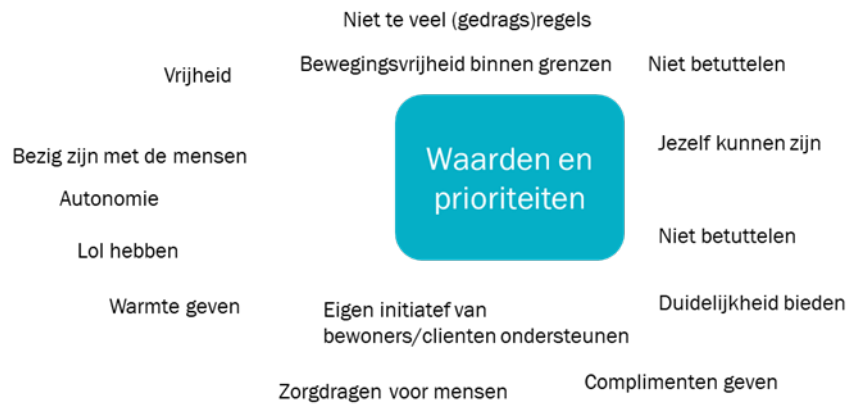 Niet te veel (gedrags)regels
Bewegingsvrijheid binnen grenzen
Niet betuttelen
Vrijheid
Jezelf kunnen zijn
Bezig zijn met de mensen
Waarden en
prioriteiten
Autonomie
Niet betuttelen
Lol hebben
Warmte geven
Eigen initiatef van
bewoners/clienten ondersteunen
Duidelijkheid bieden
Zorgdragen voor mensen
Complimenten geven